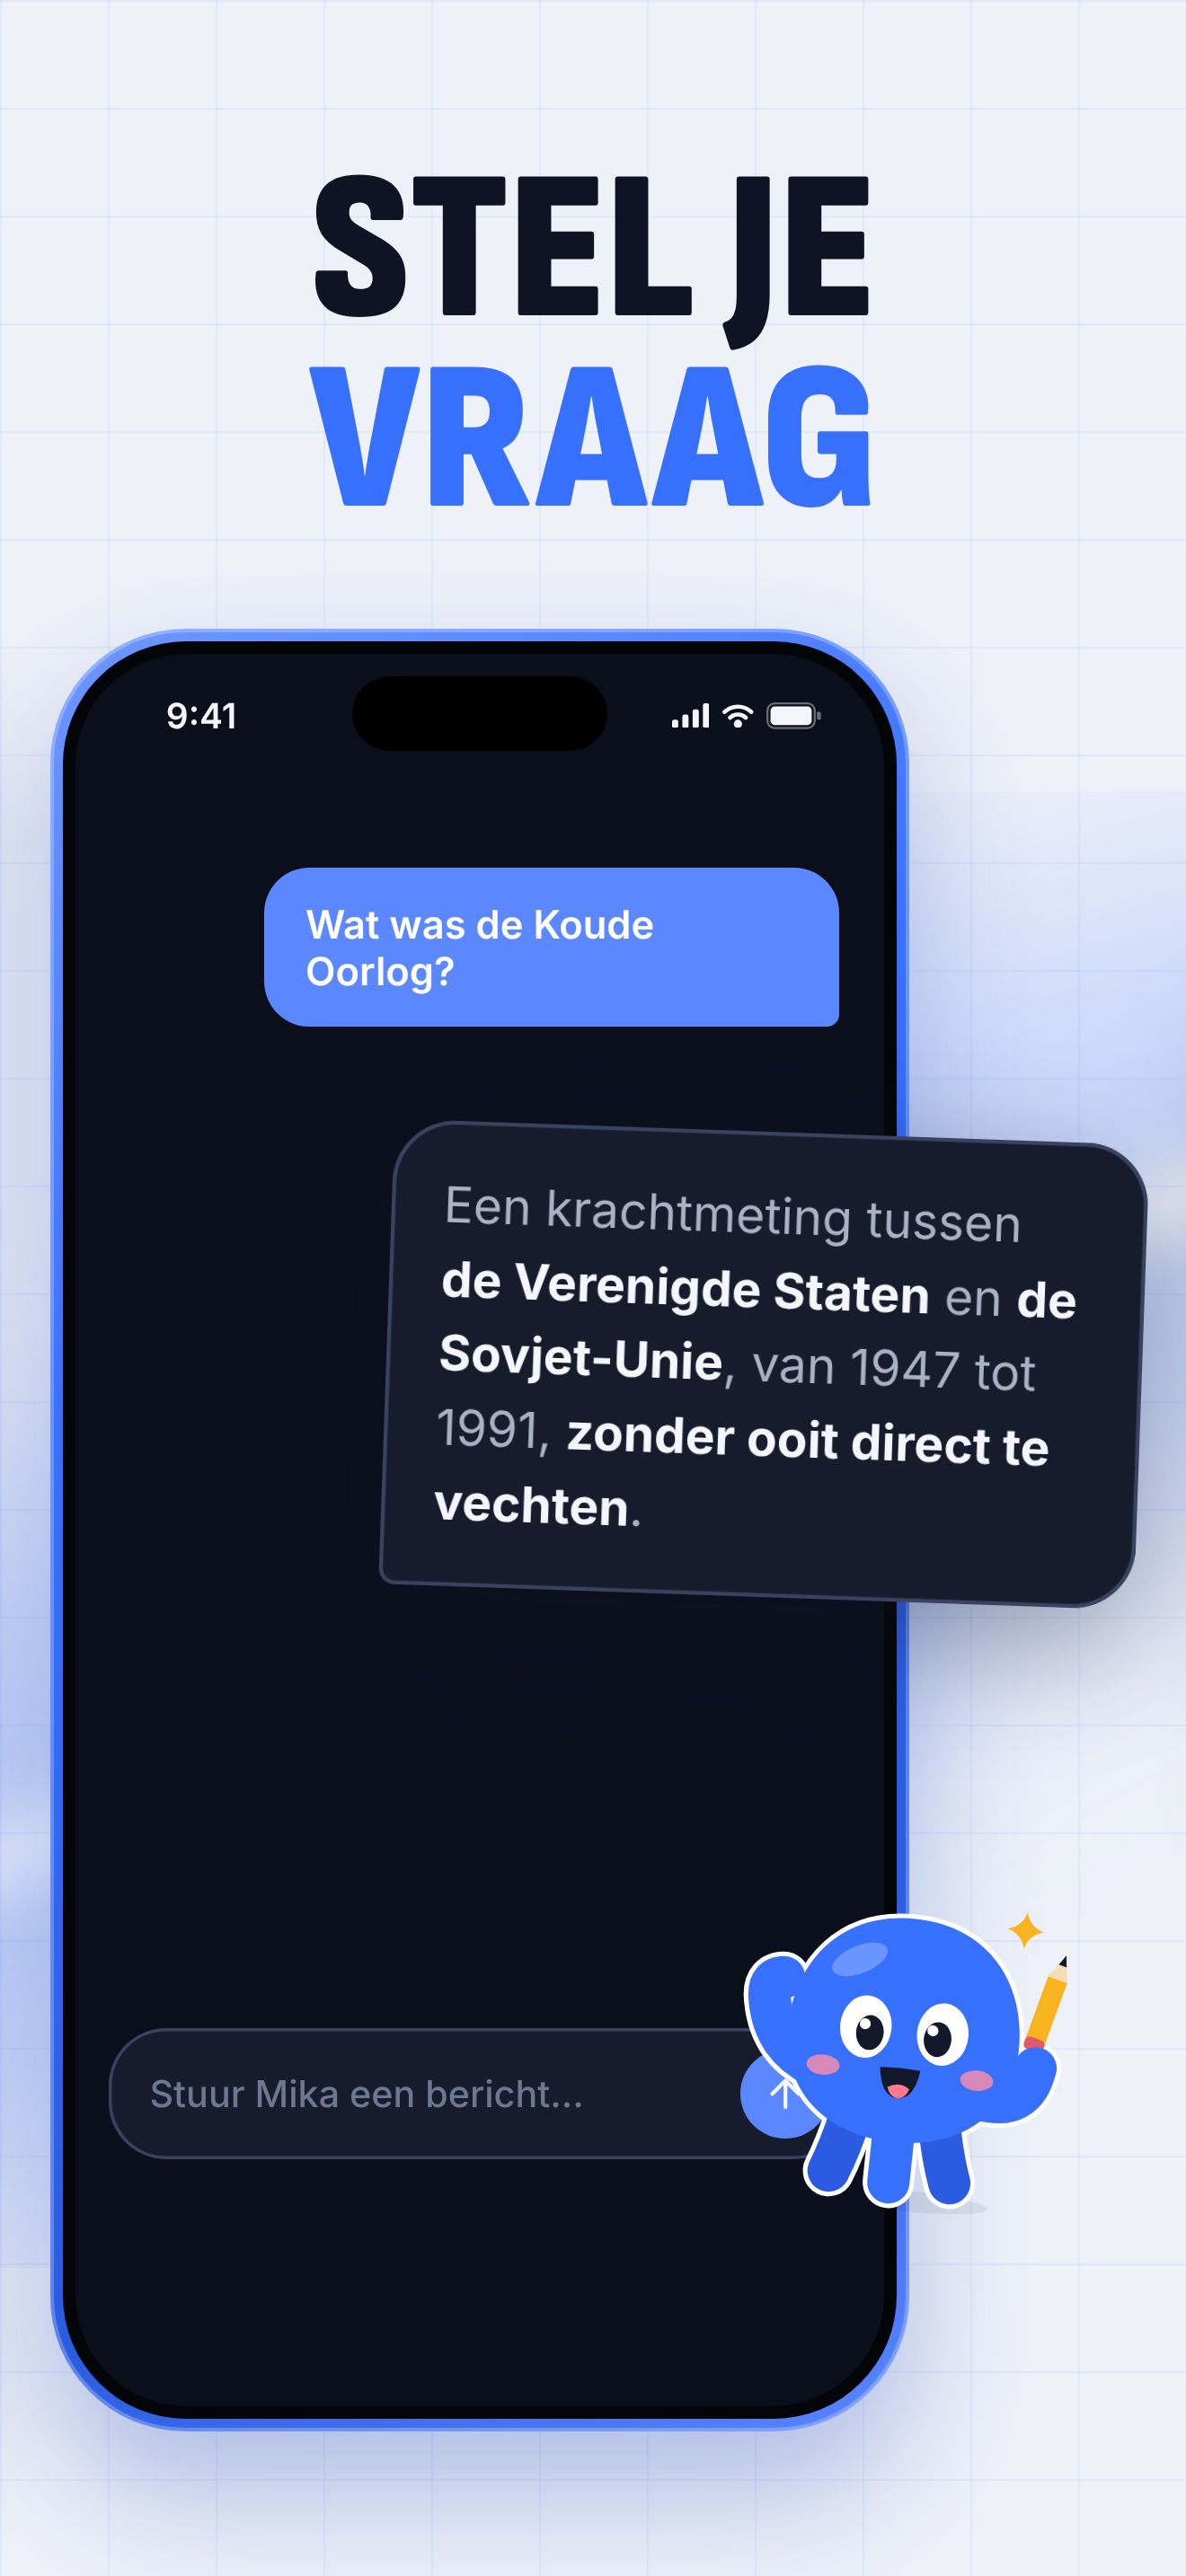 STEL JE
VRAAG
9:41
Wat was de Koude
Oorlog?
Een krachtmeting tussen
de Verenigde Staten en de
Sovjet-Unie, van 1947 tot
1991, zonder ooit direct te
vechten.
Stuur Mika een bericht...